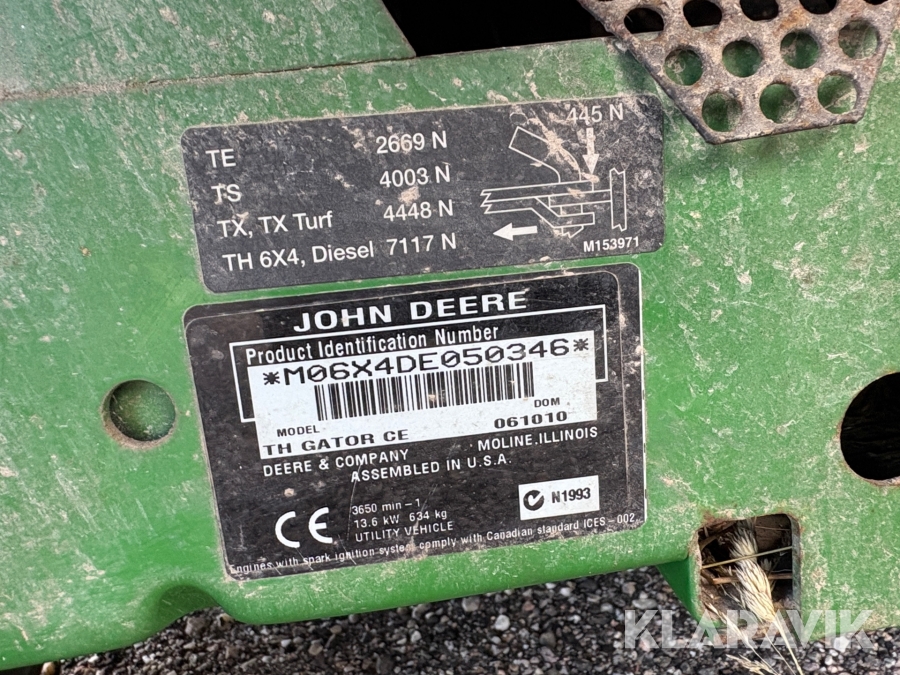 445 N
TE 2669 N
TS 4003 N
TX, TX Turf 4448 N
TH 6X4, Diesel 7117 N
M153971
JOHN DEERE
Product Identification Number
*M06X4DE050346*
MODEL DOM
TH GATOR CE 061010
DEERE & COMPANY MOLINE, ILLINOIS
ASSEMBLED IN U.S.A.
CE N1993
3650 min-1
13.6 kW 634 kg
UTILITY VEHICLE
Engines with spark ignition system comply with Canadian standard ICES-002
KLARAVIK